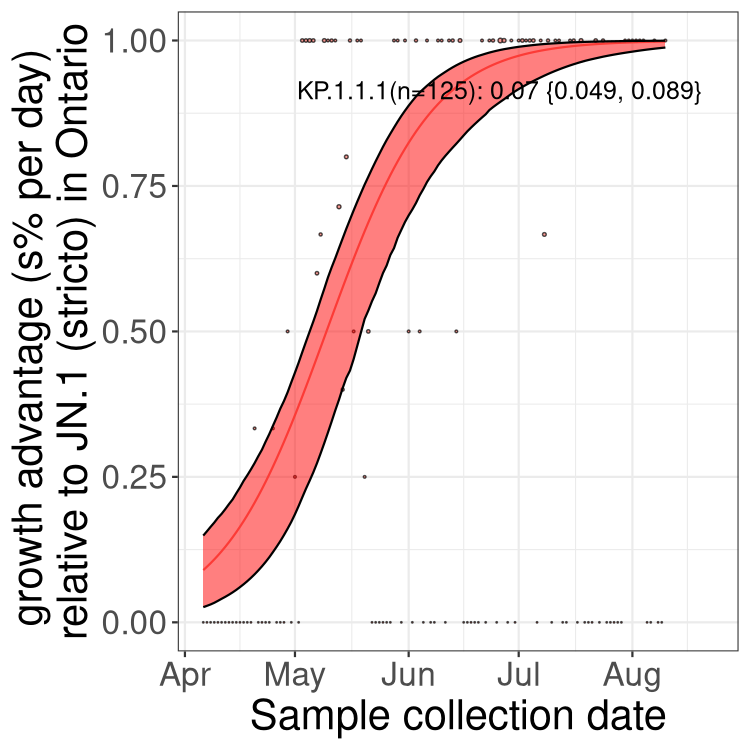 growth advantage (s% per day)
relative to JN.1 (stricto) in Ontario
1.00
0.75
0.50
0.25
0.00
KP.1.1.1(n=125): 0.07 {0.049, 0.089}
Apr May Jun Jul Aug
Sample collection date